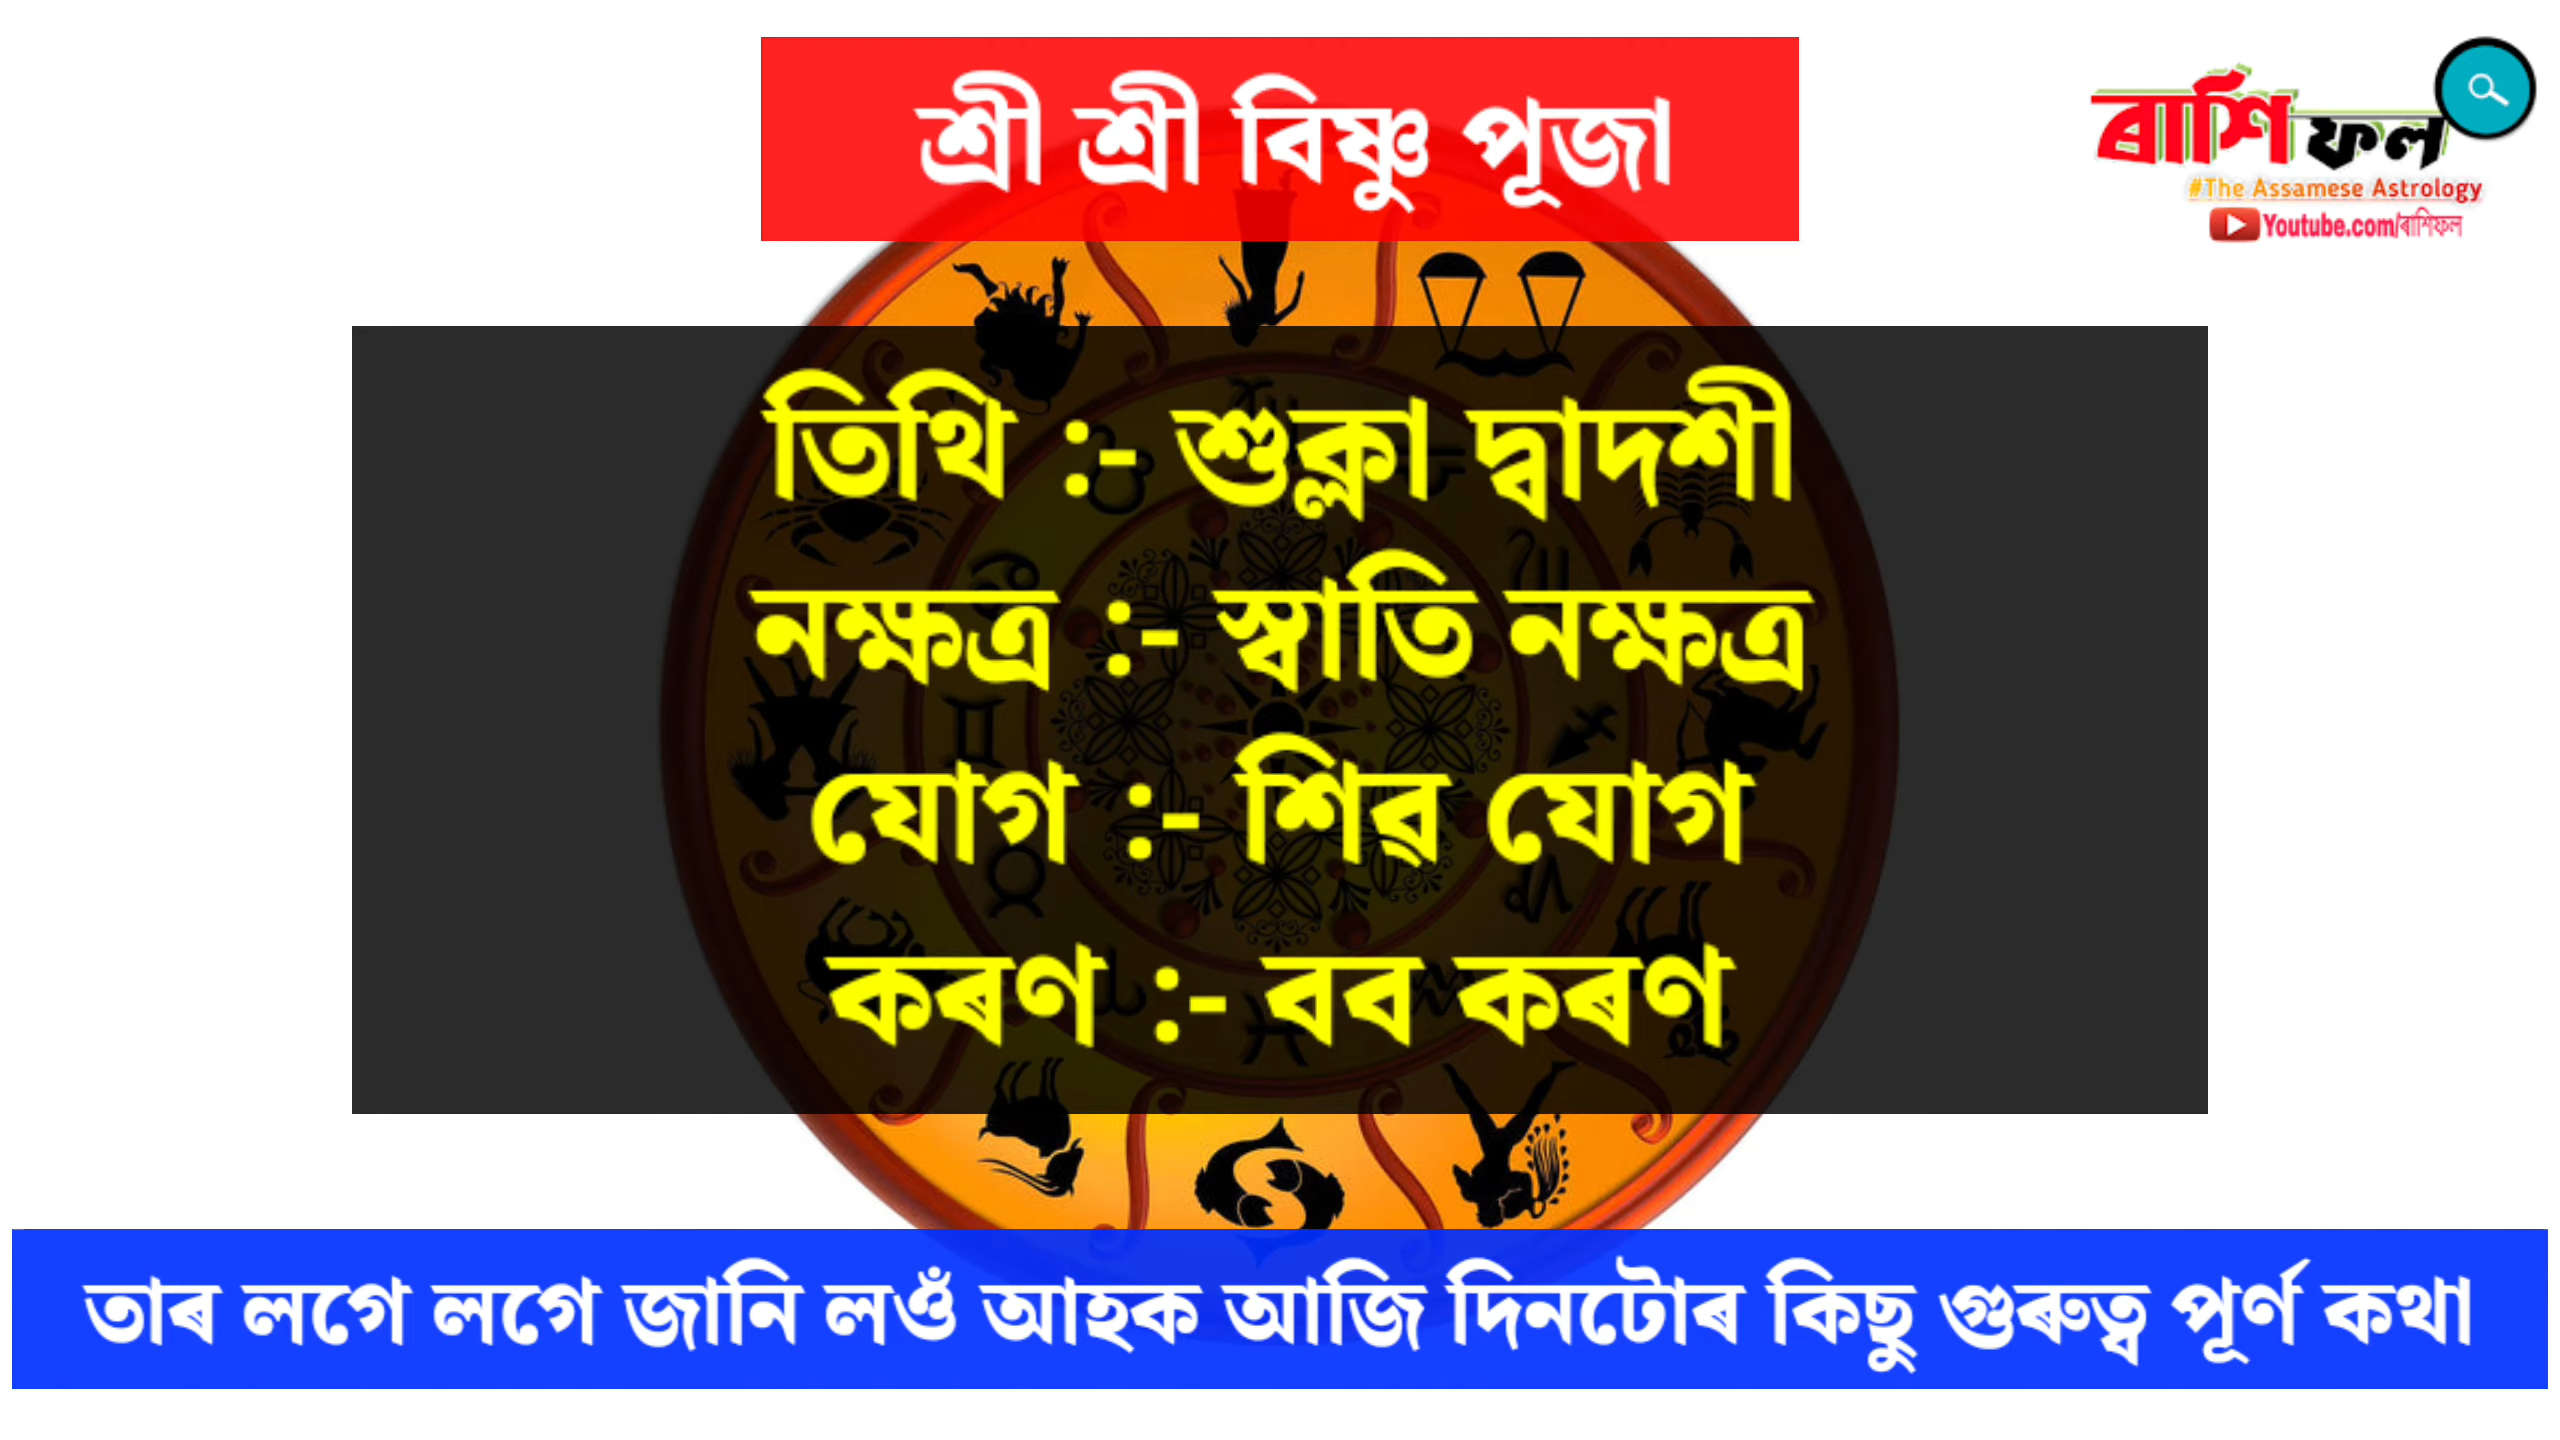 শ্ৰী শ্ৰী বিষ্ণু পূজা
ৰাশি ফল
#The Assamese Astrology
Youtube.com/ৰাশিফল
তিথি :- শুক্লা দ্বাদশী
নক্ষত্ৰ :- স্বাতি নক্ষত্ৰ
যোগ :- শিৱ যোগ
কৰণ :- বব কৰণ
তাৰ লগে লগে জানি লওঁ আহক আজি দিনটোৰ কিছু গুৰুত্ব পূৰ্ণ কথা